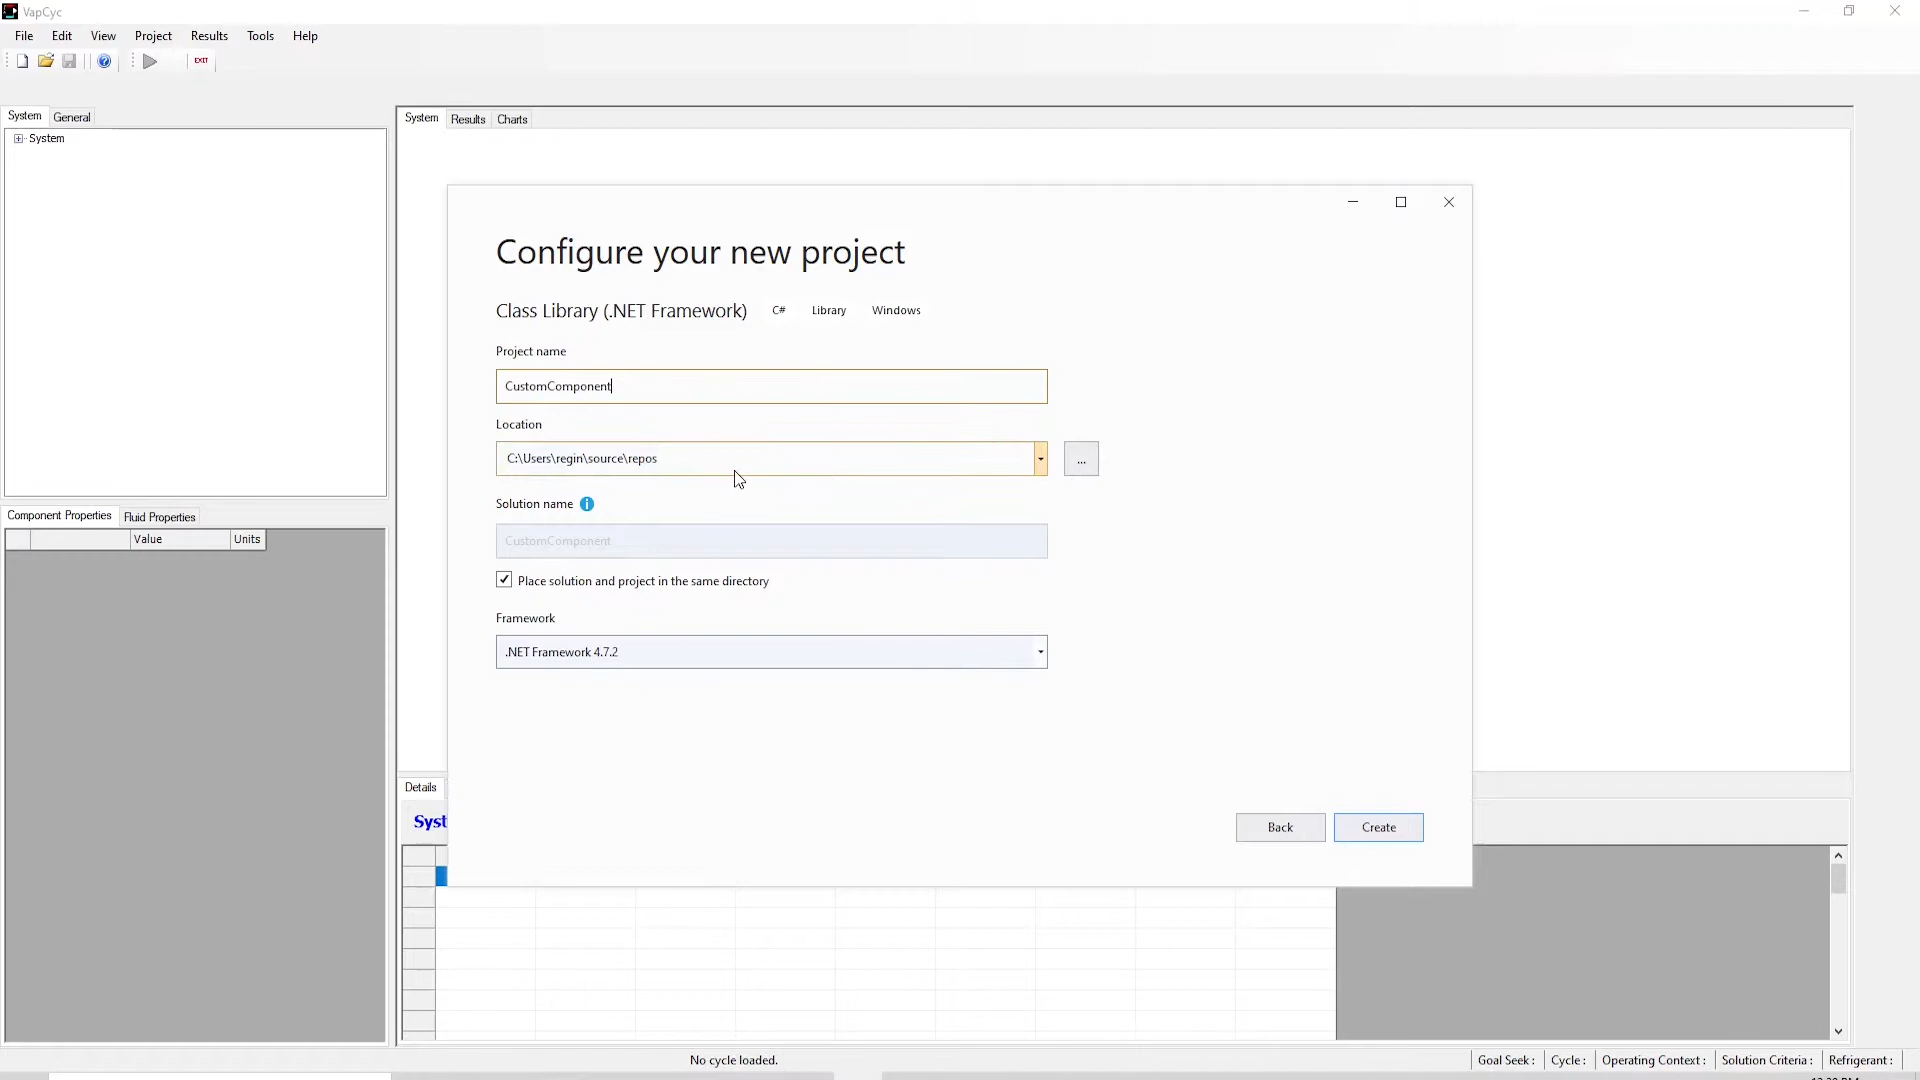 VapCyc
File Edit View Project Results Tools Help
EXIT
System General
System
System Results Charts
Configure your new project
Class Library (.NET Framework) C# Library Windows
Project name
CustomComponent
Location
C:\Users\regin\source\repos
...
Solution name
CustomComponent
Place solution and project in the same directory
Framework
.NET Framework 4.7.2
Back Create
Component Properties Fluid Properties
Value Units
Details
Syst
No cycle loaded.
Goal Seek : Cycle : Operating Context : Solution Criteria : Refrigerant :